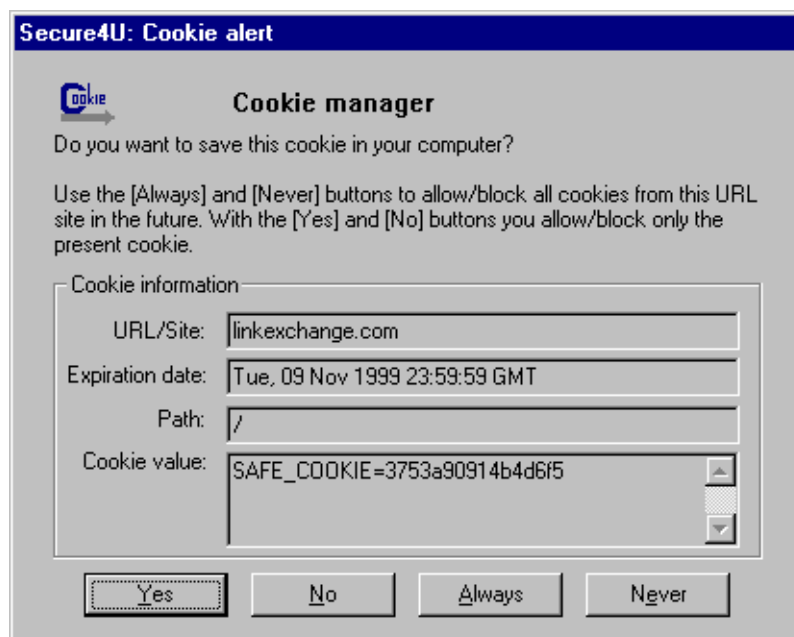 Secure4U: Cookie alert
Cookie
Cookie manager
Do you want to save this cookie in your computer?
Use the [Always] and [Never] buttons to allow/block all cookies from this URL
site in the future. With the [Yes] and [No] buttons you allow/block only the
present cookie.
Cookie information
URL/Site: linkexchange.com
Expiration date: Tue, 09 Nov 1999 23:59:59 GMT
Path: /
Cookie value: SAFE_COOKIE=3753a90914b4d6f5
Yes No Always Never